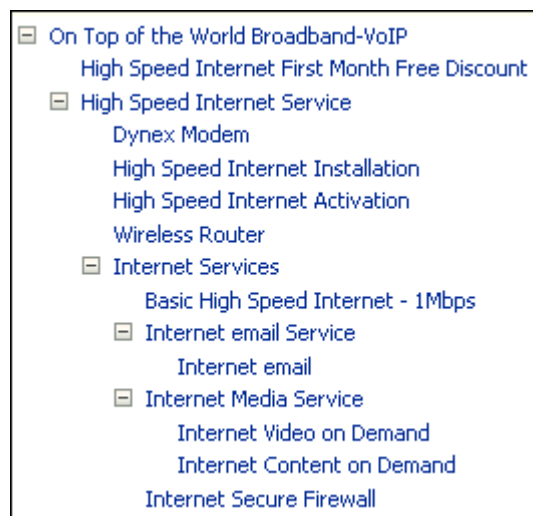 On Top of the World Broadband-VoIP
High Speed Internet First Month Free Discount
High Speed Internet Service
Dynex Modem
High Speed Internet Installation
High Speed Internet Activation
Wireless Router
Internet Services
Basic High Speed Internet - 1Mbps
Internet email Service
Internet email
Internet Media Service
Internet Video on Demand
Internet Content on Demand
Internet Secure Firewall